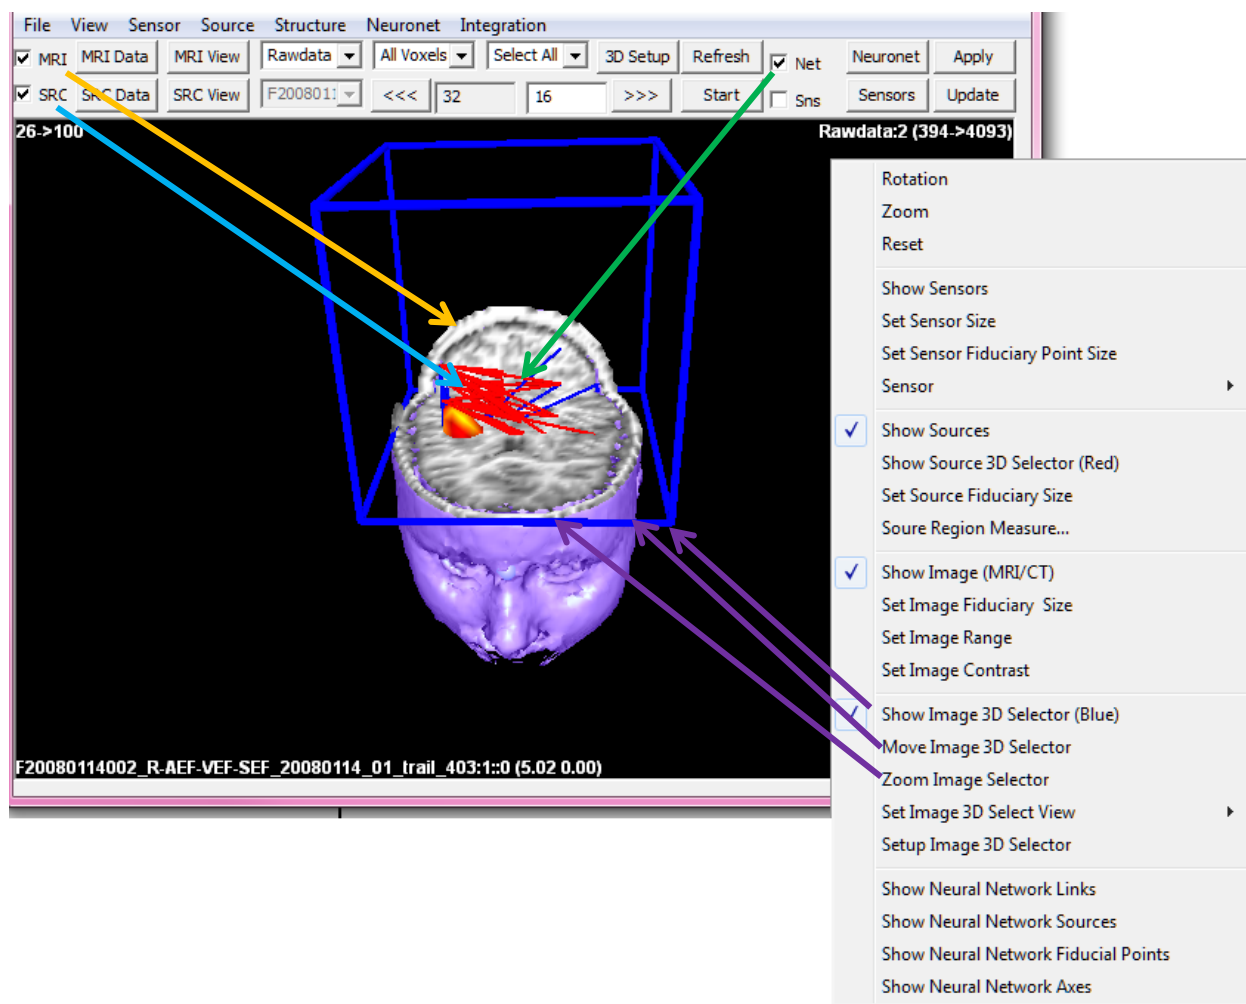 File View Sensor Source Structure Neuronet Integration
MRI MRI Data MRI View Rawdata All Voxels Select All 3D Setup Refresh Net Neuronet Apply
SRC SRC Data SRC View F2008011 <<< 32 16 >>> Start Sns Sensors Update
26->100 Rawdata:2 (394->4093)
Rotation
Zoom
Reset
Show Sensors
Set Sensor Size
Set Sensor Fiduciary Point Size
Sensor
Show Sources
Show Source 3D Selector (Red)
Set Source Fiduciary Size
Soure Region Measure...
Show Image (MRI/CT)
Set Image Fiduciary Size
Set Image Range
Set Image Contrast
Show Image 3D Selector (Blue)
Move Image 3D Selector
Zoom Image Selector
Set Image 3D Select View
Setup Image 3D Selector
Show Neural Network Links
Show Neural Network Sources
Show Neural Network Fiducial Points
Show Neural Network Axes
F20080114002_R-AEF-VEF-SEF_20080114_01_trail_403:1::0 (5.02 0.00)